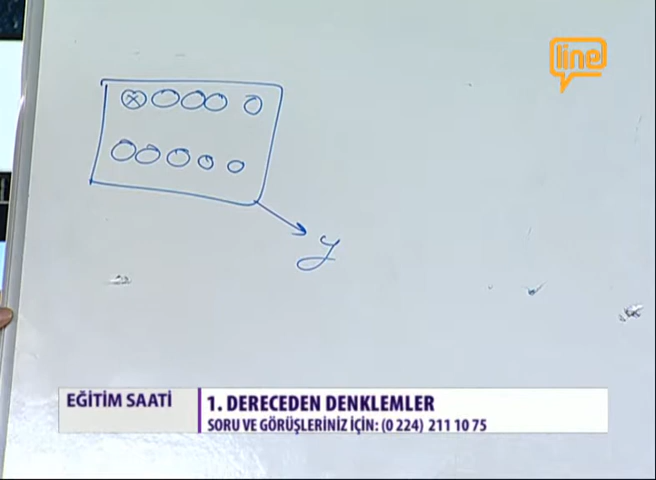 line
x
y
EĞİTİM SAATİ
1. DERECEDEN DENKLEMLER
SORU VE GÖRÜŞLERİNİZ İÇİN: (0 224) 211 10 75